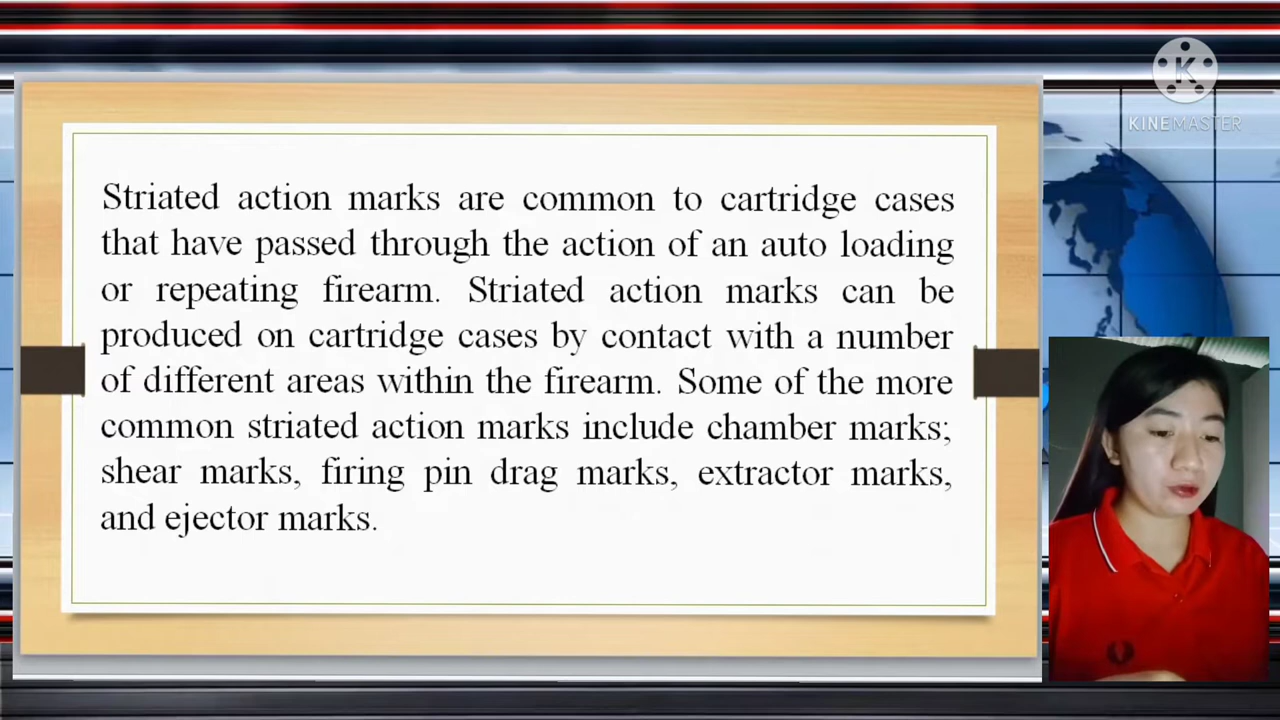 K
KINEMASTER
Striated action marks are common to cartridge cases
that have passed through the action of an auto loading
or repeating firearm. Striated action marks can be
produced on cartridge cases by contact with a number
of different areas within the firearm. Some of the more
common striated action marks include chamber marks;
shear marks, firing pin drag marks, extractor marks,
and ejector marks.